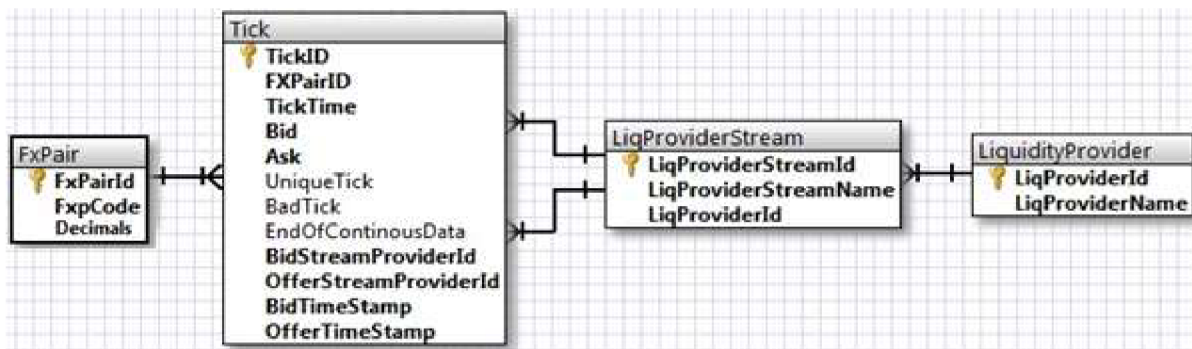 FxPair
FxPairId
FxpCode
Decimals
Tick
TickID
FXPairID
TickTime
Bid
Ask
UniqueTick
BadTick
EndOfContinousData
BidStreamProviderId
OfferStreamProviderId
BidTimeStamp
OfferTimeStamp
LiqProviderStream
LiqProviderStreamId
LiqProviderStreamName
LiqProviderId
LiquidityProvider
LiqProviderId
LiqProviderName